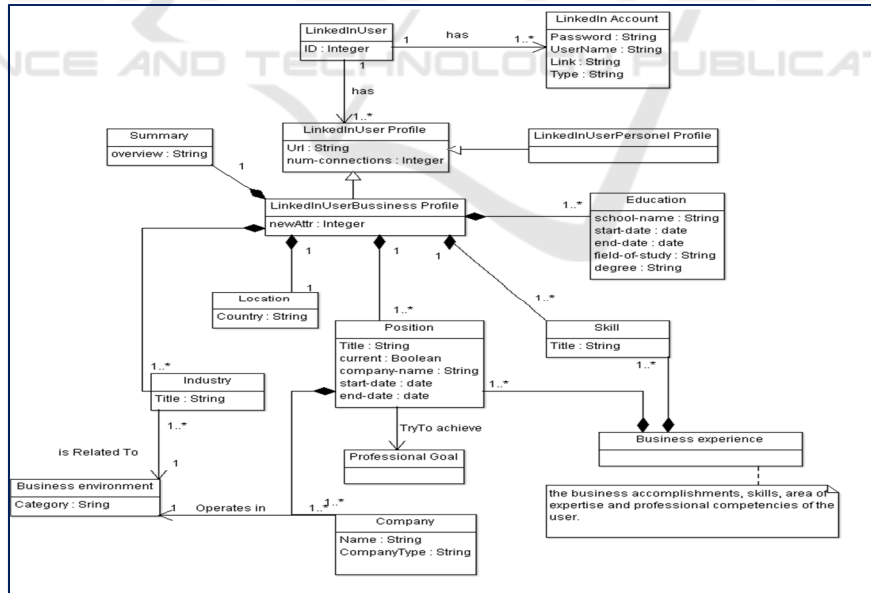 LinkedInUser
ID : Integer
1
has
1..*
LinkedIn Account
Password : String
UserName : String
Link : String
Type : String
NCE AND TECHNOLOGY PUBLICAT
1
has
1..*
Summary
overview : String
1
LinkedInUser Profile
Url : String
num-connections : Integer
LinkedInUserPersonel Profile
LinkedInUserBussiness Profile
newAttr : Integer
1..*
Education
school-name : String
start-date : date
end-date : date
field-of-study : String
degree : String
1
1
1
1
1..*
1..*
Location
Country : String
Position
Title : String
current : Boolean
company-name : String
start-date : date
end-date : date
Skill
Title : String
1..*
Industry
Title : String
1..*
1..*
1..*
TryTo achieve
is Related To
1
Professional Goal
Business experience
Business environment
Category : Sring
1
Operates in
1..*
1..*
Company
Name : String
CompanyType : String
the business accomplishments, skills, area of
expertise and professional competencies of the
user.